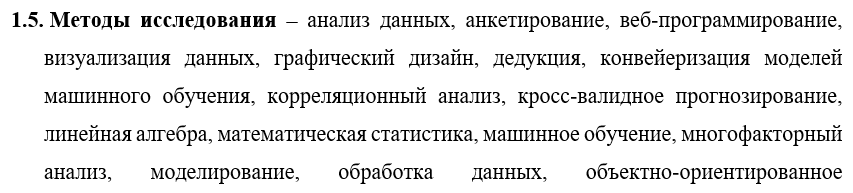 1.5. Методы исследования – анализ данных, анкетирование, веб-программирование,
визуализация данных, графический дизайн, дедукция, конвейеризация моделей
машинного обучения, корреляционный анализ, кросс-валидное прогнозирование,
линейная алгебра, математическая статистика, машинное обучение, многофакторный
анализ, моделирование, обработка данных, объектно-ориентированное